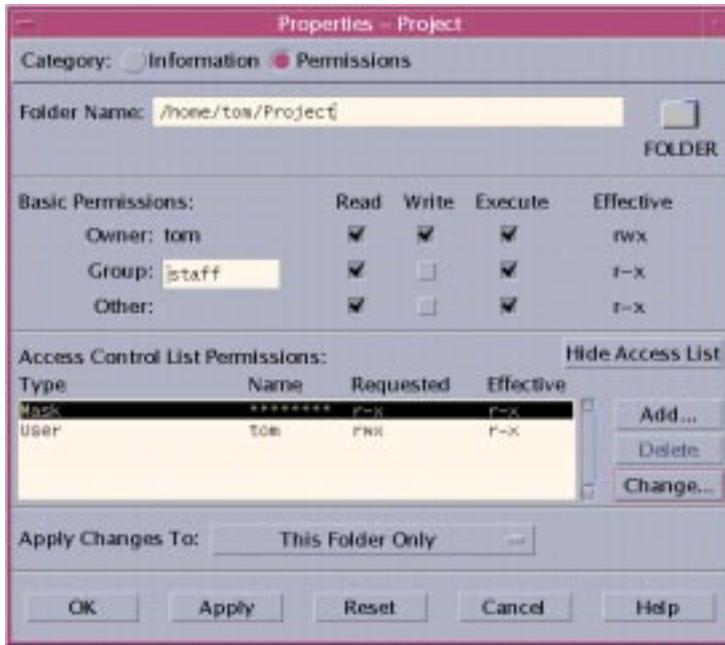 Properties – Project
Category: Information Permissions
Folder Name: /home/tom/Project
FOLDER
Basic Permissions: Read Write Execute Effective
Owner: tom rwx
Group: staff r-x
Other: r-x
Access Control List Permissions: Hide Access List
Type Name Requested Effective
Mask ******** r-x r-x
User tom rwx r-x
Add...
Delete
Change...
Apply Changes To: This Folder Only
OK Apply Reset Cancel Help